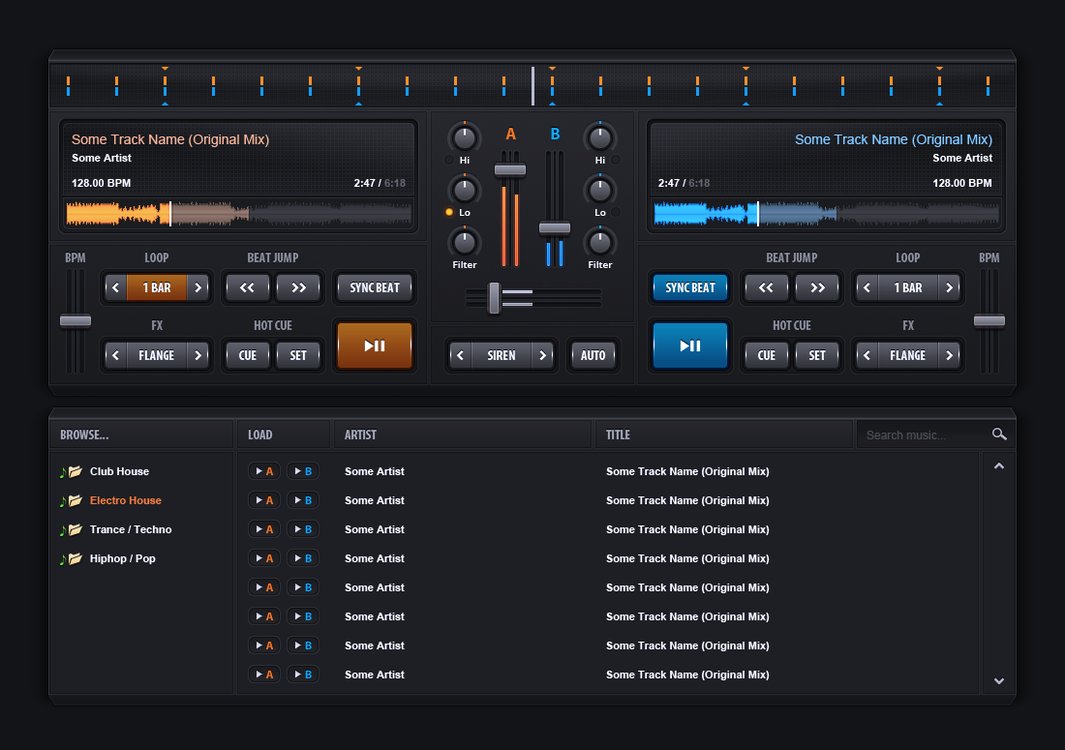 Some Track Name (Original Mix)
Some Artist
128.00 BPM 2:47 / 6:18
A B
Hi Hi
Lo Lo
Filter Filter
Some Track Name (Original Mix)
Some Artist
2:47 / 6:18 128.00 BPM
BPM LOOP BEAT JUMP
< 1 BAR > << >> SYNC BEAT
FX HOT CUE
< FLANGE > CUE SET
< SIREN > AUTO
BEAT JUMP LOOP BPM
SYNC BEAT << >> < 1 BAR >
HOT CUE FX
CUE SET < FLANGE >
BROWSE... LOAD ARTIST TITLE Search music...
Club House A B Some Artist Some Track Name (Original Mix)
Electro House A B Some Artist Some Track Name (Original Mix)
Trance / Techno A B Some Artist Some Track Name (Original Mix)
Hiphop / Pop A B Some Artist Some Track Name (Original Mix)
A B Some Artist Some Track Name (Original Mix)
A B Some Artist Some Track Name (Original Mix)
A B Some Artist Some Track Name (Original Mix)
A B Some Artist Some Track Name (Original Mix)